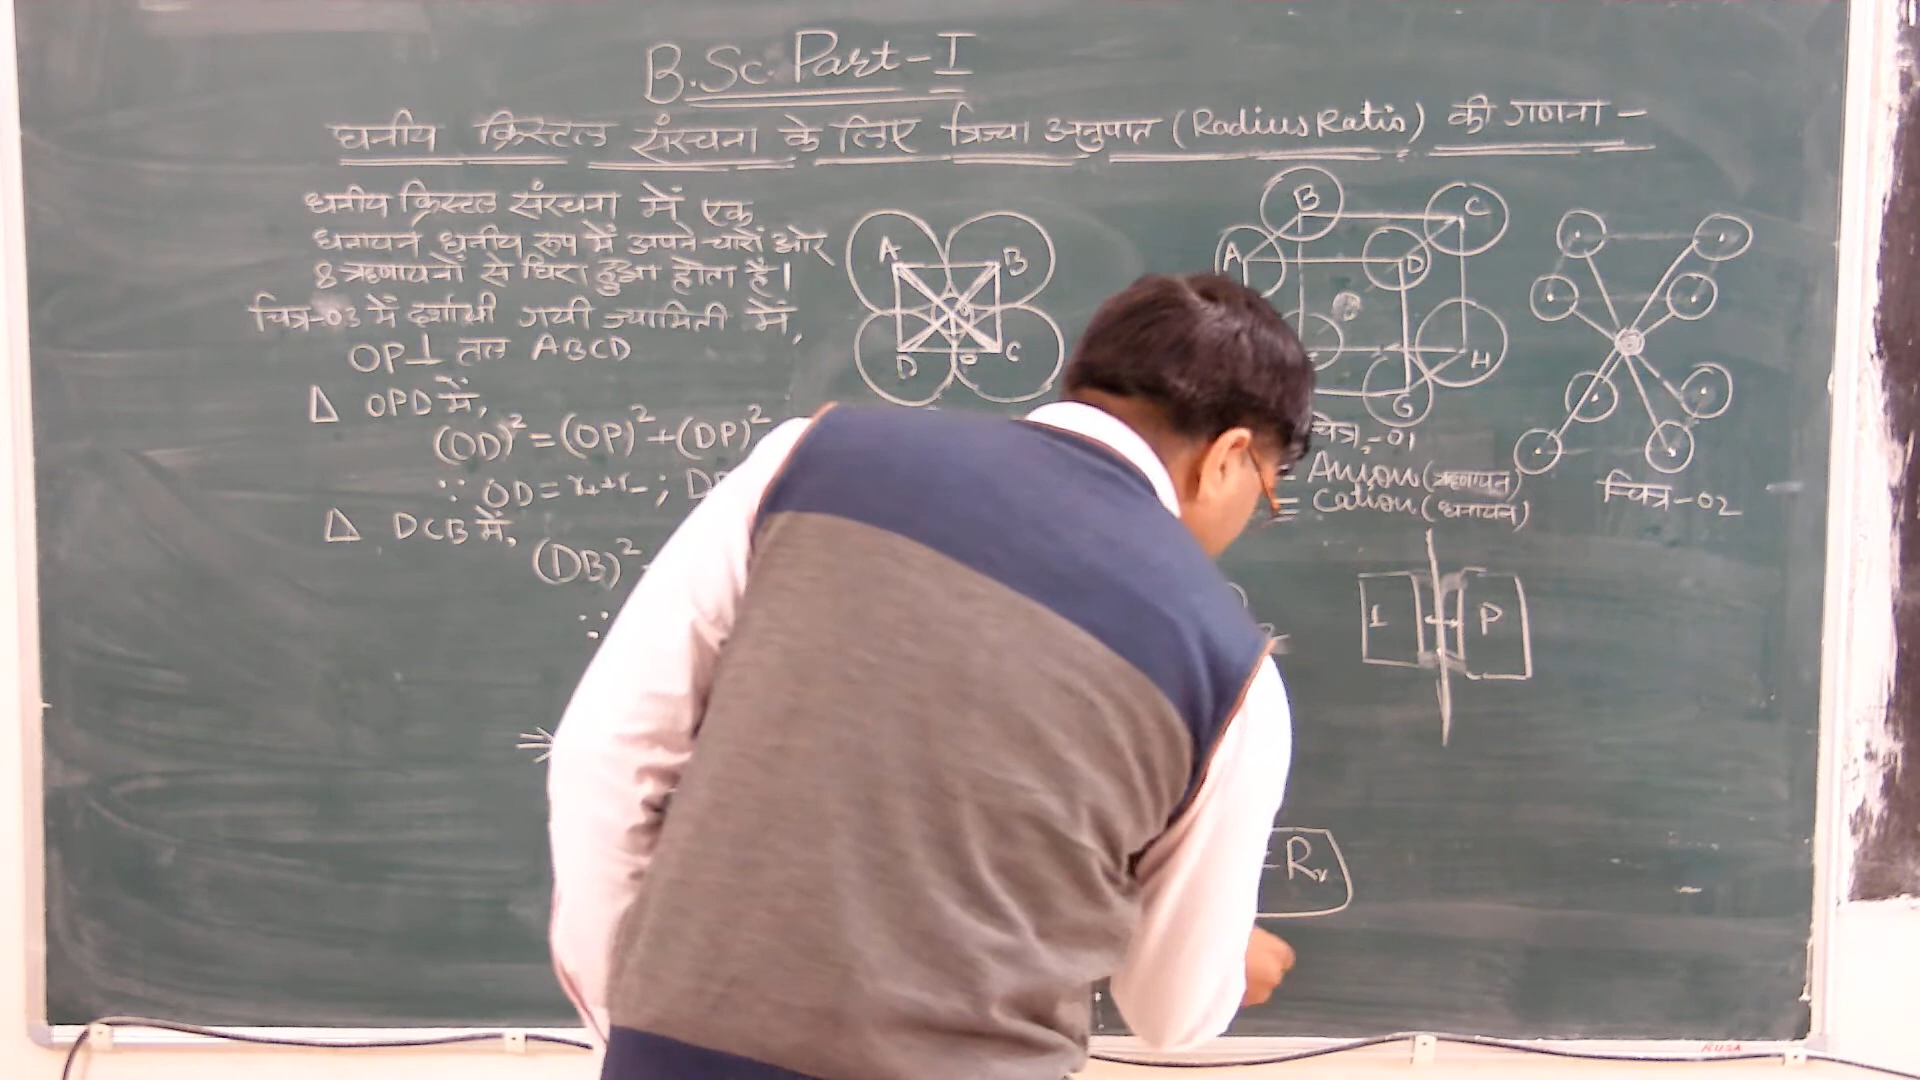 B.Sc. Part-I
घनीय क्रिस्टल संरचना के लिए त्रिज्या अनुपात (Radius Ratio) की गणना -
घनीय क्रिस्टल संरचना में एक
धनायन घनीय रूप में अपने चारों ओर
8 ऋणायनों से घिरा हुआ होता है।
चित्र-03 में दर्शायी गयी ज्यामिती में,
OP⊥ तल ABCD
Δ OPD में,
(OD)² = (OP)² + (DP)²
∵ OD = r₊+r₋ ;
Δ DCB में,
(DB)²
∵
⇒
A B
D C
B C
A D
H
G
चित्र-01
= Anion (ऋणायन)
= Cation (धनायन)
चित्र-02
I P
= Rᵥ
RUSA